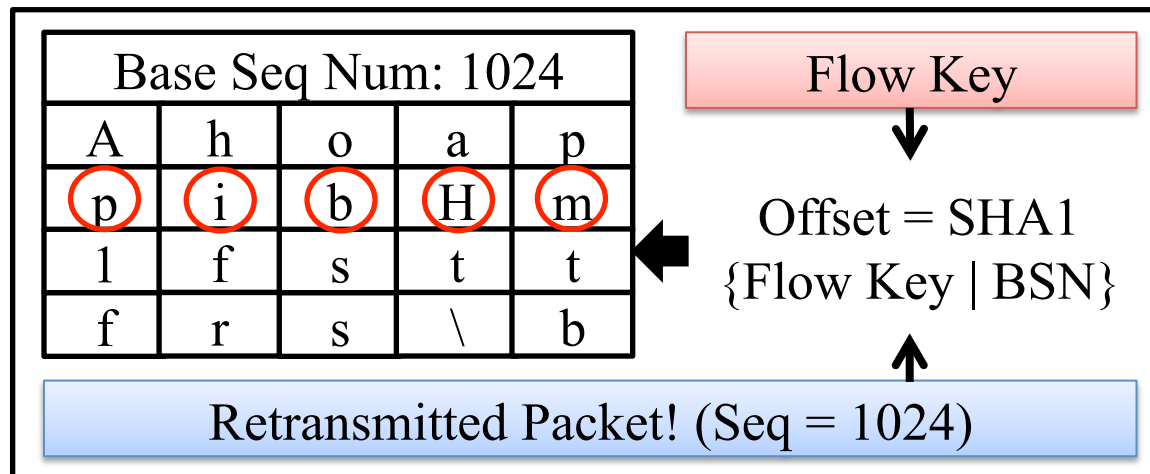 Base Seq Num: 1024
A h o a p
p i b H m
l f s t t
f r s \ b
Flow Key
Offset = SHA1
{Flow Key | BSN}
Retransmitted Packet! (Seq = 1024)